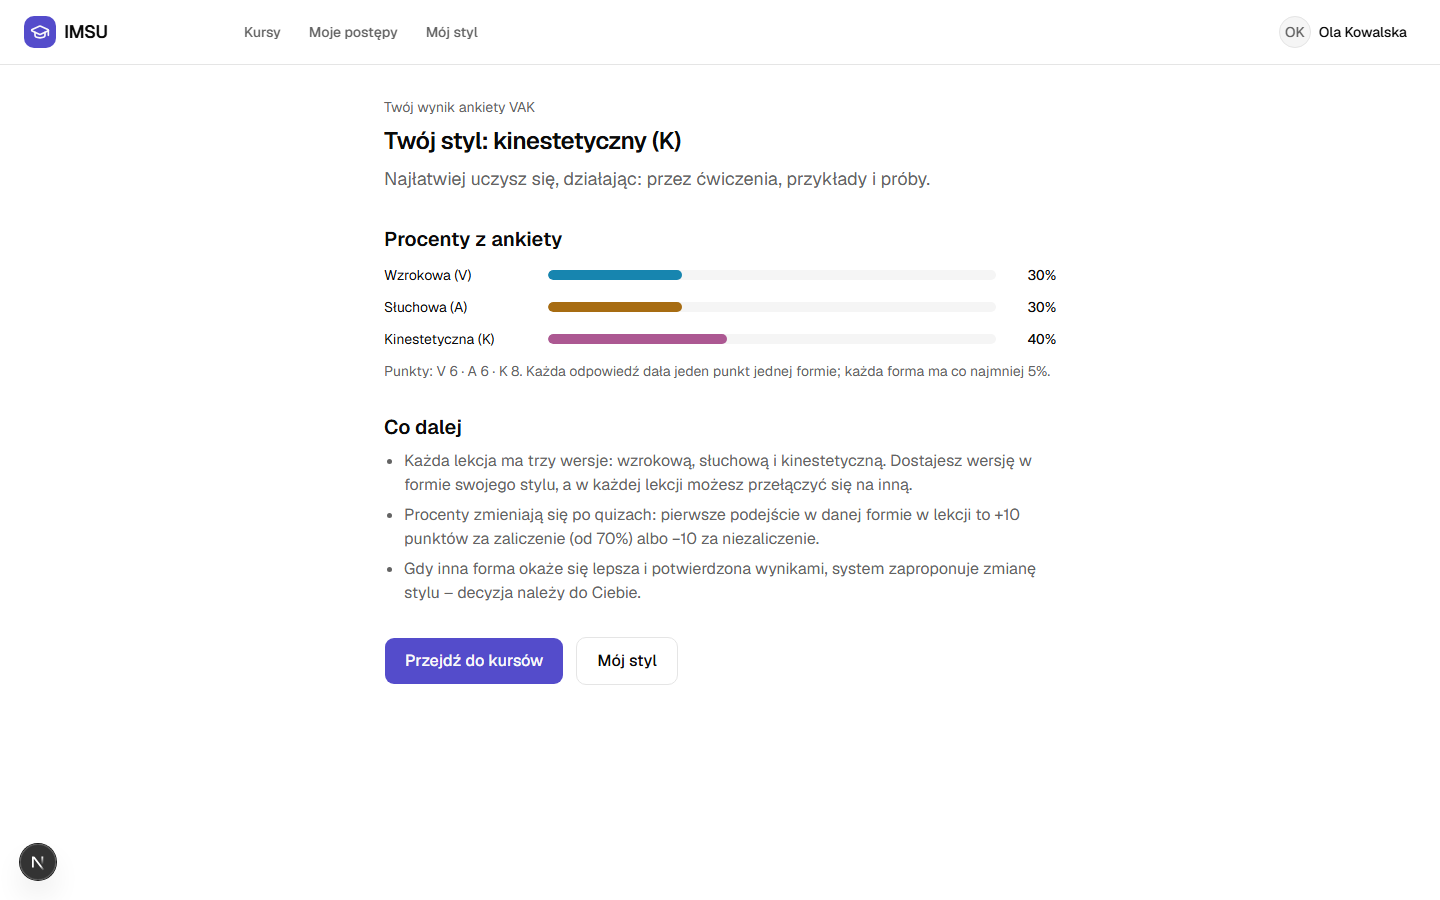 IMSU
Kursy
Moje postępy
Mój styl
OK
Ola Kowalska
Twój wynik ankiety VAK
Twój styl: kinestetyczny (K)
Najłatwiej uczysz się, działając: przez ćwiczenia, przykłady i próby.
Procenty z ankiety
Wzrokowa (V) 30%
Słuchowa (A) 30%
Kinestetyczna (K) 40%
Punkty: V 6 · A 6 · K 8. Każda odpowiedź dała jeden punkt jednej formie; każda forma ma co najmniej 5%.
Co dalej
• Każda lekcja ma trzy wersje: wzrokową, słuchową i kinestetyczną. Dostajesz wersję w
formie swojego stylu, a w każdej lekcji możesz przełączyć się na inną.
• Procenty zmieniają się po quizach: pierwsze podejście w danej formie w lekcji to +10
punktów za zaliczenie (od 70%) albo −10 za niezaliczenie.
• Gdy inna forma okaże się lepsza i potwierdzona wynikami, system zaproponuje zmianę
stylu – decyzja należy do Ciebie.
Przejdź do kursów
Mój styl
N